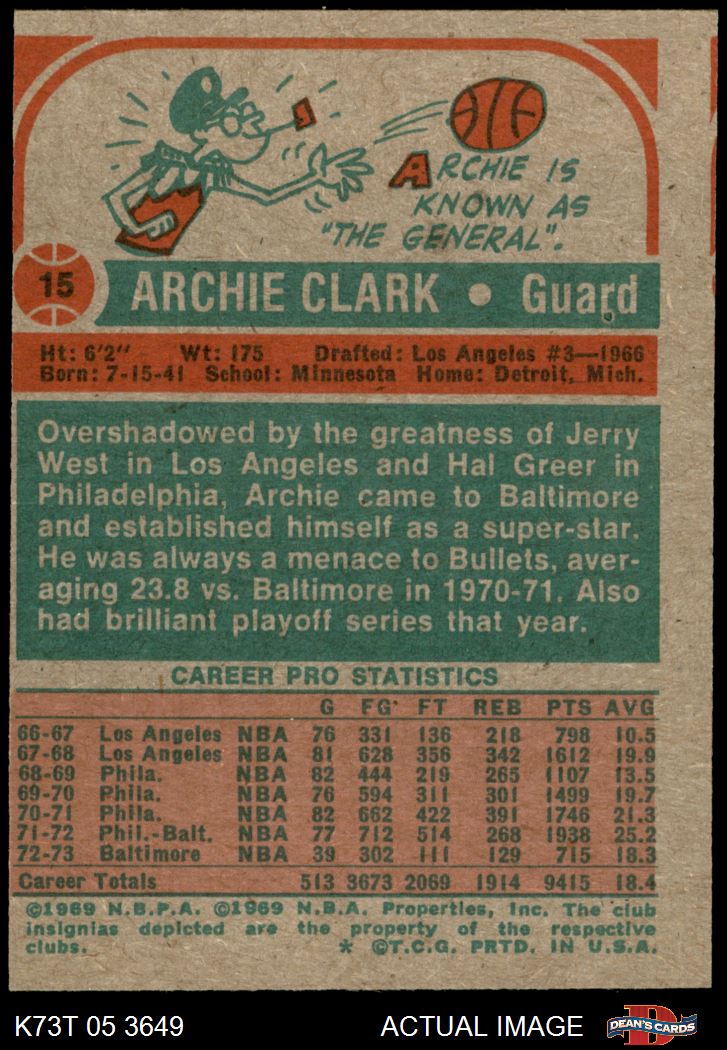 ARCHIE IS
KNOWN AS
"THE GENERAL".
15
ARCHIE CLARK • Guard
Ht: 6'2" Wt: 175 Drafted: Los Angeles #3—1966
Born: 7-15-41 School: Minnesota Home: Detroit, Mich.
Overshadowed by the greatness of Jerry
West in Los Angeles and Hal Greer in
Philadelphia, Archie came to Baltimore
and established himself as a super-star.
He was always a menace to Bullets, aver-
aging 23.8 vs. Baltimore in 1970-71. Also
had brilliant playoff series that year.
CAREER PRO STATISTICS
G FG FT REB PTS AVG
66-67 Los Angeles NBA 76 331 136 218 798 10.5
67-68 Los Angeles NBA 81 628 356 342 1612 19.9
68-69 Phila. NBA 82 444 219 265 1107 13.5
69-70 Phila. NBA 76 594 311 301 1499 19.7
70-71 Phila. NBA 82 662 422 391 1746 21.3
71-72 Phil.-Balt. NBA 77 712 514 268 1938 25.2
72-73 Baltimore NBA 39 302 111 129 715 18.3
Career Totals 513 3673 2069 1914 9415 18.4
©1969 N.B.P.A. ©1969 N.B.A. Properties, Inc. The club
insignias depicted are the property of the respective
clubs. * ©T.C.G. PRTD. IN U.S.A.
K73T 05 3649 ACTUAL IMAGE DEAN'S CARDS